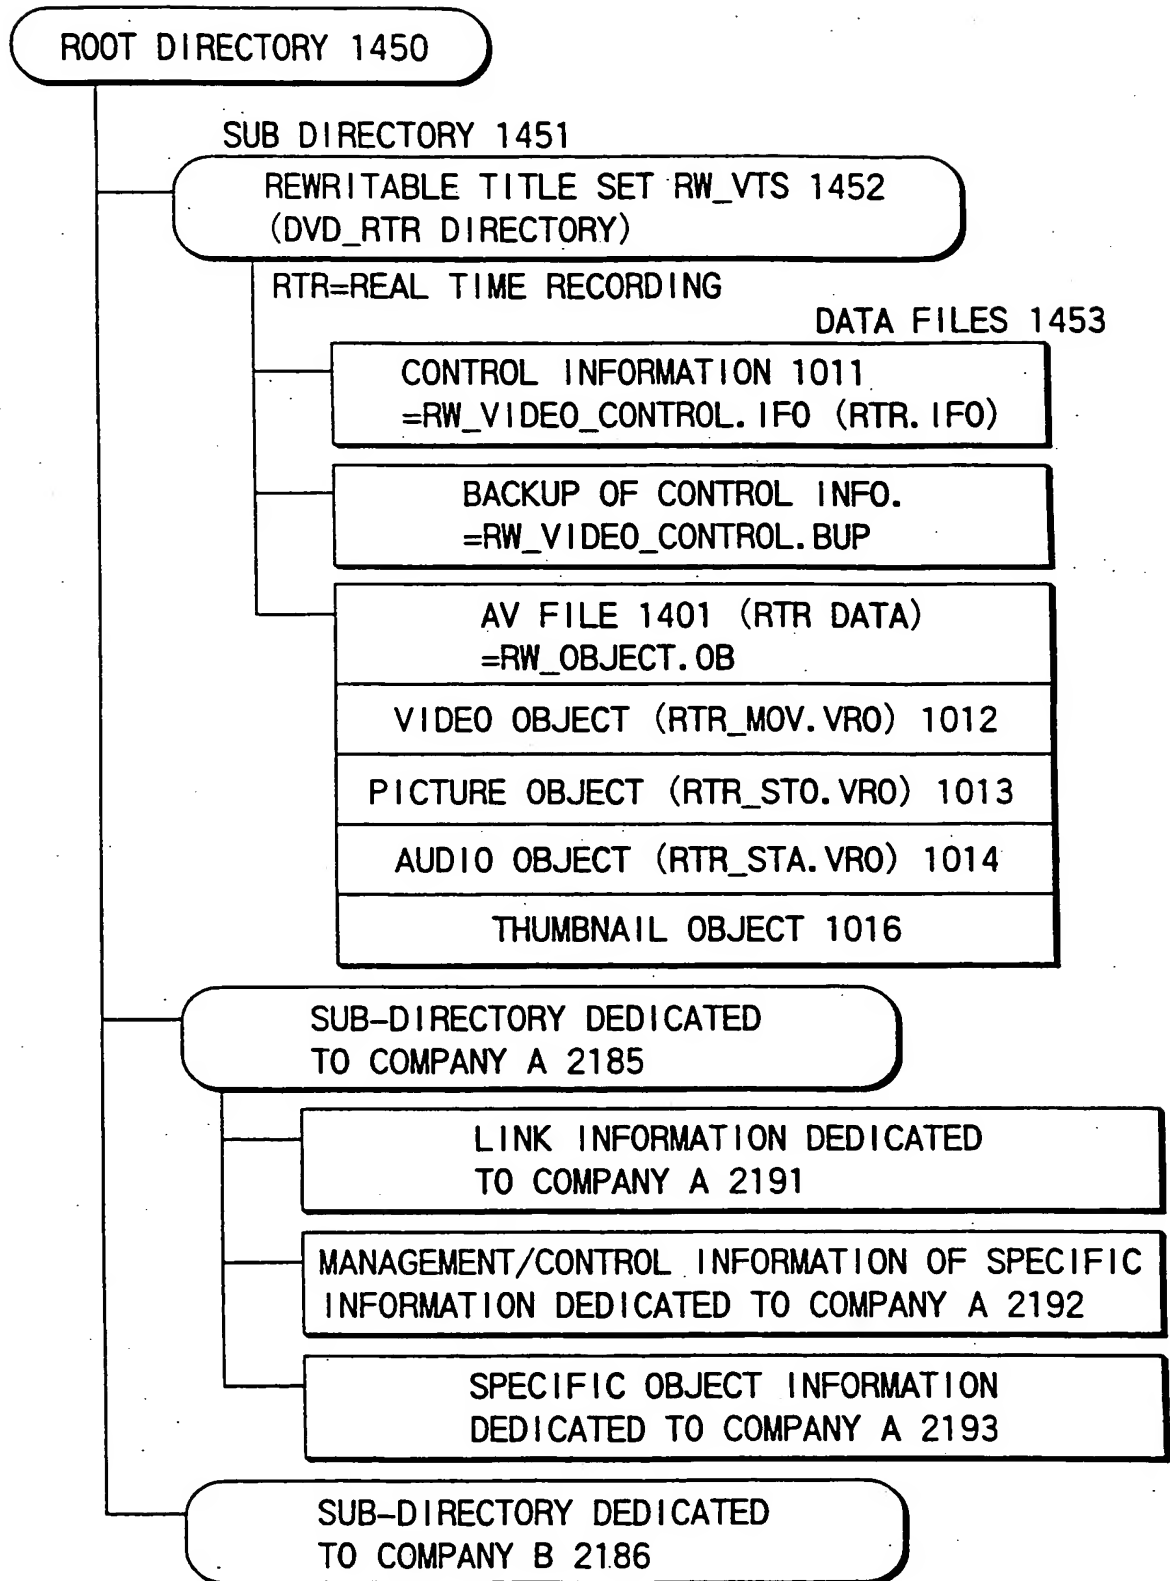 ROOT DIRECTORY 1450
SUB DIRECTORY 1451
REWRITABLE TITLE SET RW_VTS 1452
(DVD_RTR DIRECTORY)
RTR=REAL TIME RECORDING
DATA FILES 1453
CONTROL INFORMATION 1011
=RW_VIDEO_CONTROL.IFO (RTR.IFO)
BACKUP OF CONTROL INFO.
=RW_VIDEO_CONTROL.BUP
AV FILE 1401 (RTR DATA)
=RW_OBJECT.OB
VIDEO OBJECT (RTR_MOV.VRO) 1012
PICTURE OBJECT (RTR_STO.VRO) 1013
AUDIO OBJECT (RTR_STA.VRO) 1014
THUMBNAIL OBJECT 1016
SUB-DIRECTORY DEDICATED
TO COMPANY A 2185
LINK INFORMATION DEDICATED
TO COMPANY A 2191
MANAGEMENT/CONTROL INFORMATION OF SPECIFIC
INFORMATION DEDICATED TO COMPANY A 2192
SPECIFIC OBJECT INFORMATION
DEDICATED TO COMPANY A 2193
SUB-DIRECTORY DEDICATED
TO COMPANY B 2186